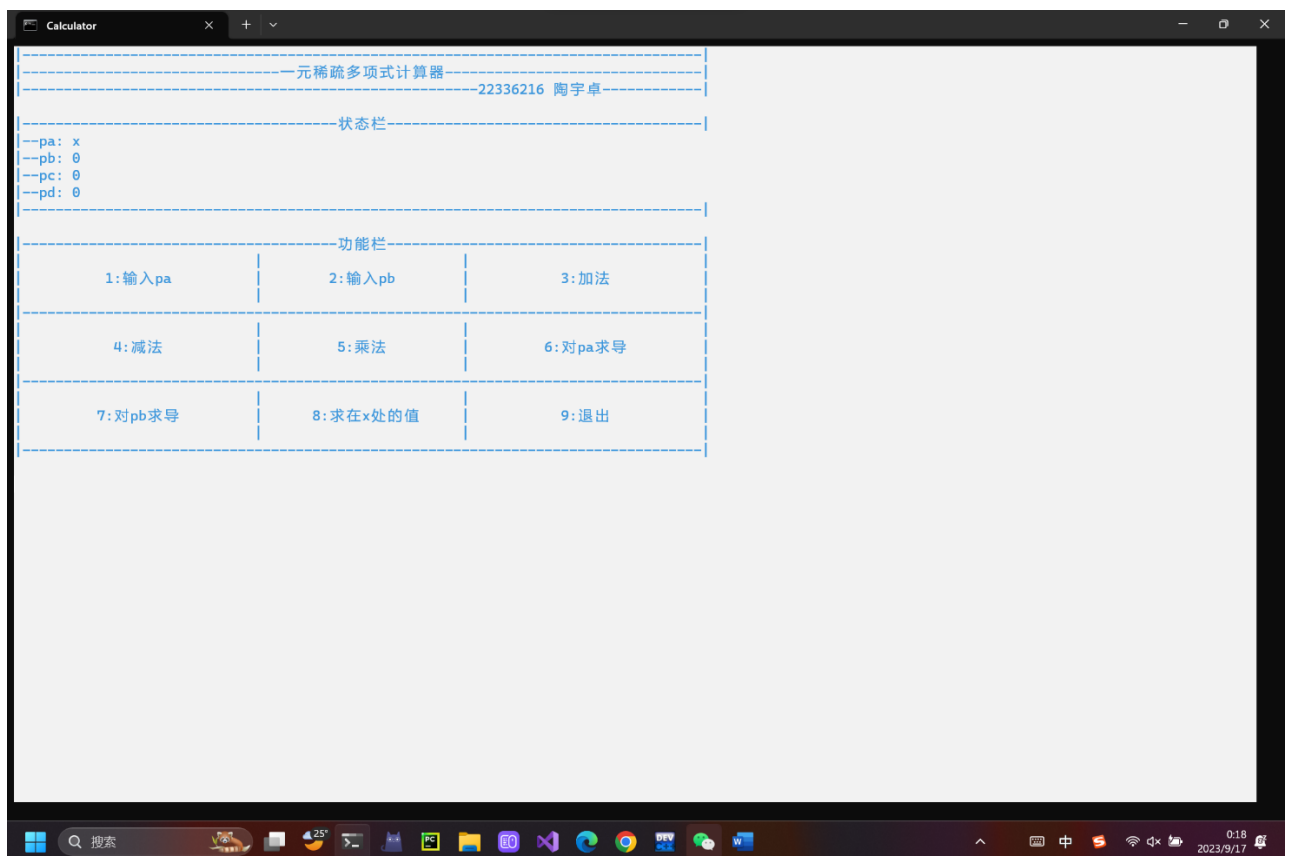 Calculator
|----------------------------------------------------------------------------------|
|-------------------------------一元稀疏多项式计算器-------------------------------|
|-------------------------------------------------------22336216 陶宇卓------------|
|--------------------------------------状态栏--------------------------------------|
|--pa: x
|--pb: 0
|--pc: 0
|--pd: 0
|----------------------------------------------------------------------------------|
|--------------------------------------功能栏--------------------------------------|
1:输入pa | 2:输入pb | 3:加法
|----------------------------------------------------------------------------------|
4:减法 | 5:乘法 | 6:对pa求导
|----------------------------------------------------------------------------------|
7:对pb求导 | 8:求在x处的值 | 9:退出
|----------------------------------------------------------------------------------|
搜索 25° PC DEV W 中 0:18
2023/9/17